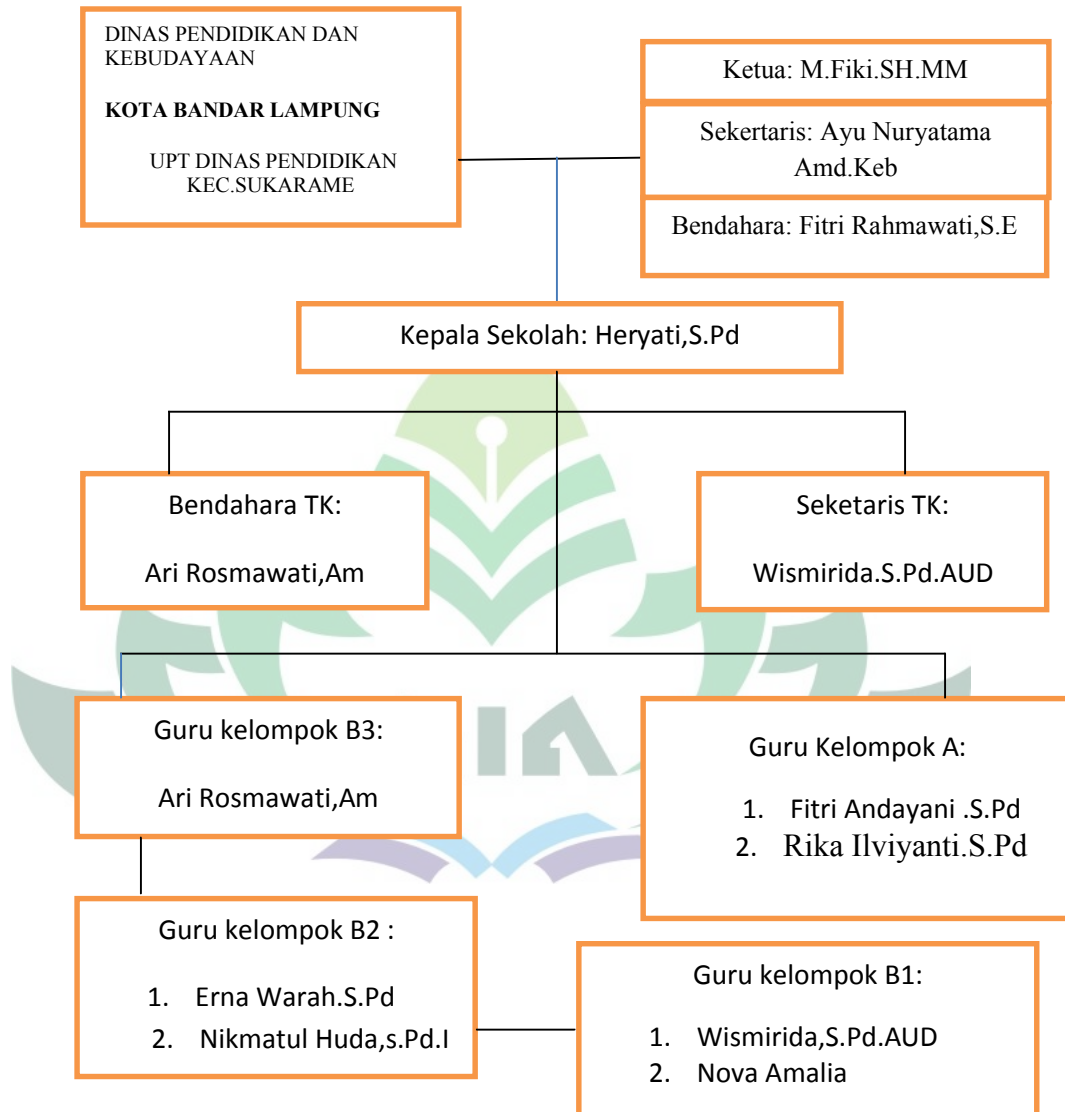 DINAS PENDIDIKAN DAN
KEBUDAYAAN
KOTA BANDAR LAMPUNG
UPT DINAS PENDIDIKAN
KEC.SUKARAME
Ketua: M.Fiki.SH.MM
Sekertaris: Ayu Nuryatama
Amd.Keb
Bendahara: Fitri Rahmawati,S.E
Kepala Sekolah: Heryati,S.Pd
Bendahara TK:
Ari Rosmawati,Am
Seketaris TK:
Wismirida.S.Pd.AUD
Guru kelompok B3:
Ari Rosmawati,Am
Guru Kelompok A:
1. Fitri Andayani .S.Pd
2. Rika Ilviyanti.S.Pd
Guru kelompok B2 :
1. Erna Warah.S.Pd
2. Nikmatul Huda,s.Pd.I
Guru kelompok B1:
1. Wismirida,S.Pd.AUD
2. Nova Amalia